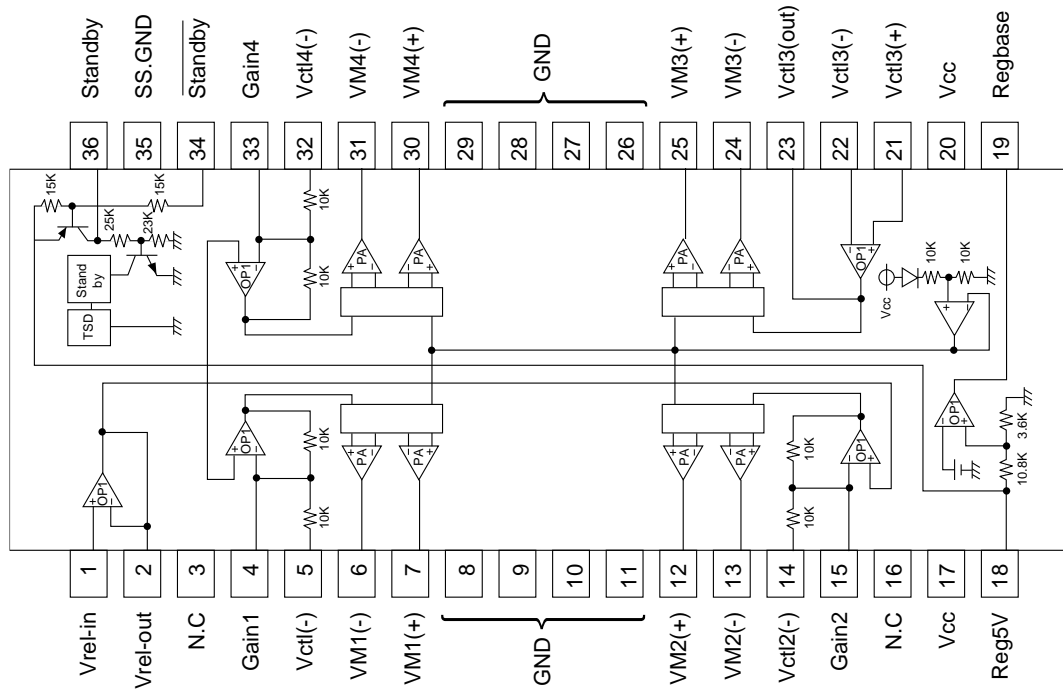 Standby
SS.GND
Standby
Gain4
Vctl4(-)
VM4(-)
VM4(+)
GND
VM3(+)
VM3(-)
Vctl3(out)
Vctl3(-)
Vctl3(+)
Vcc
Regbase
36
35
34
33
32
31
30
29
28
27
26
25
24
23
22
21
20
19
15K
15K
25K
23K
Stand
by
TSD
10K
10K
+
−
OP1
−
+
PA
−
+
PA
+
−
PA
−
+
PA
−
+
OP1
Vcc
10K
10K
+
−
+
−
OP1
−
+
OP1
10K
10K
−
+
PA
−
+
PA
+
−
PA
−
+
PA
10K
10K
−
+
OP1
−
+
OP1
3.6K
10.8K
1
2
3
4
5
6
7
8
9
10
11
12
13
14
15
16
17
18
Vrel-in
Vrel-out
N.C
Gain1
Vctl(-)
VM1(-)
VM1(+)
GND
VM2(+)
VM2(-)
Vctl2(-)
Gain2
N.C
Vcc
Reg5V